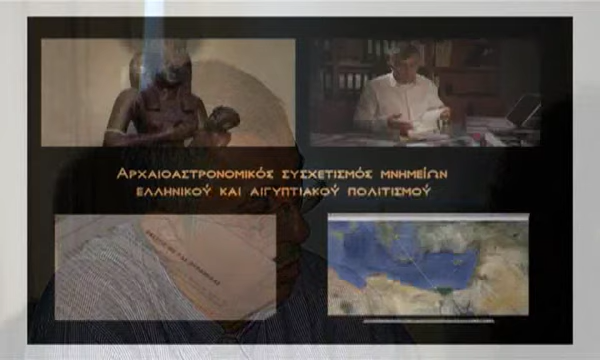 Αρχαιοαστρονομικός συσχετισμός μνημείων
ελληνικού και αιγυπτιακού πολιτισμού